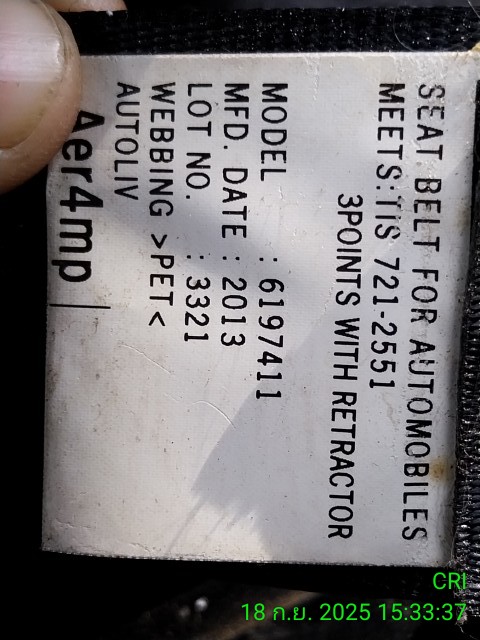 SEAT BELT FOR AUTOMOBILES
MEETS: TIS 721-2551
3POINTS WITH RETRACTOR
MODEL : 6197411
MFD. DATE : 2013
LOT NO. : 3321
WEBBING >PET<
AUTOLIV
Aer4mp
CRI
18 ก.ย. 2025 15:33:37